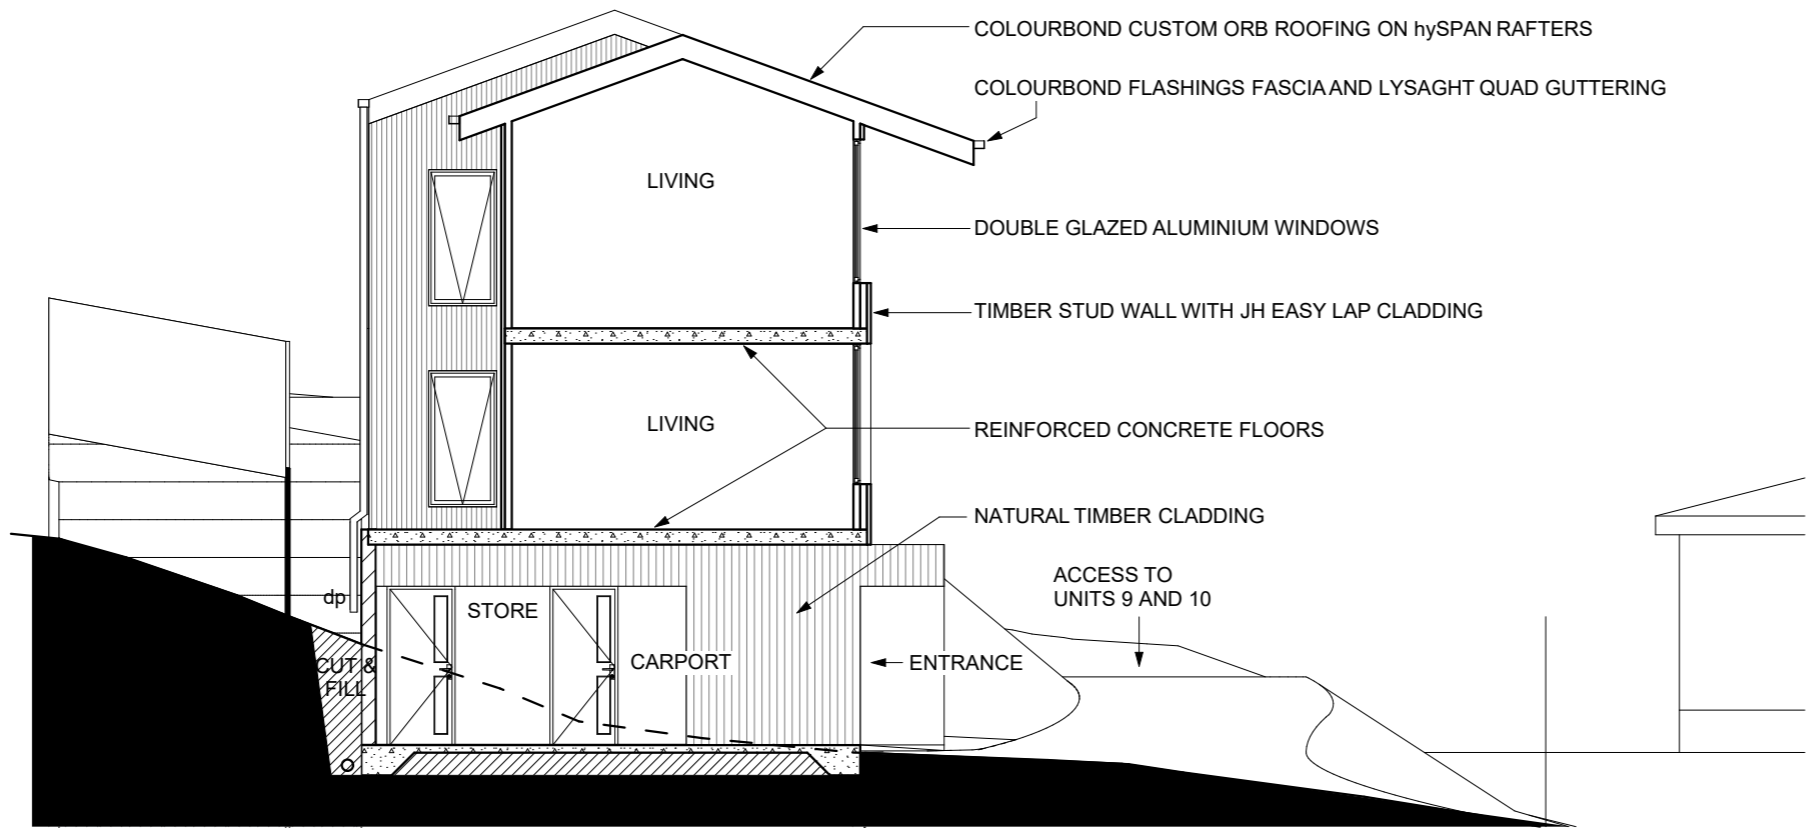 COLOURBOND CUSTOM ORB ROOFING ON hySPAN RAFTERS
COLOURBOND FLASHINGS FASCIA AND LYSAGHT QUAD GUTTERING
LIVING
DOUBLE GLAZED ALUMINIUM WINDOWS
TIMBER STUD WALL WITH JH EASY LAP CLADDING
LIVING
REINFORCED CONCRETE FLOORS
NATURAL TIMBER CLADDING
ACCESS TO
UNITS 9 AND 10
dp
STORE
CARPORT
ENTRANCE
CUT &
FILL